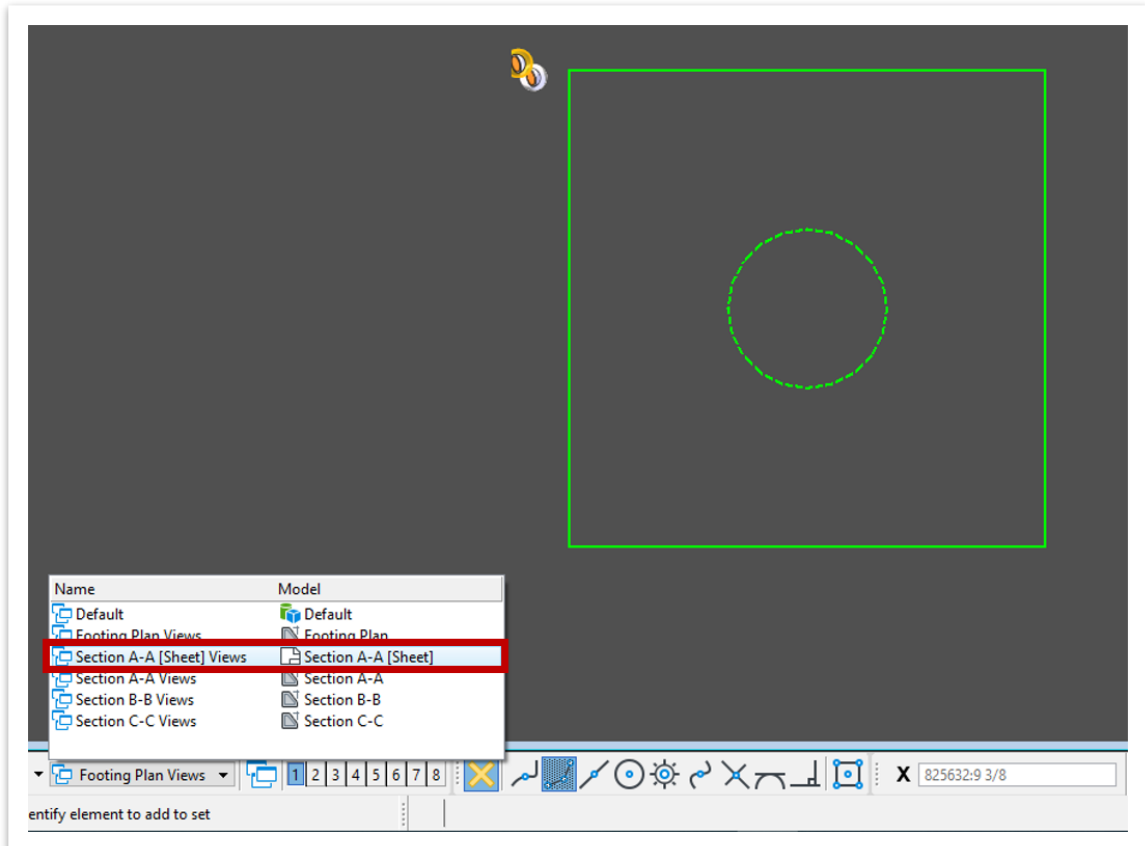 Name Model
Default Default
Footing Plan Views Footing Plan
Section A-A [Sheet] Views Section A-A [Sheet]
Section A-A Views Section A-A
Section B-B Views Section B-B
Section C-C Views Section C-C
Footing Plan Views 1 2 3 4 5 6 7 8 X 825632:9 3/8
entify element to add to set